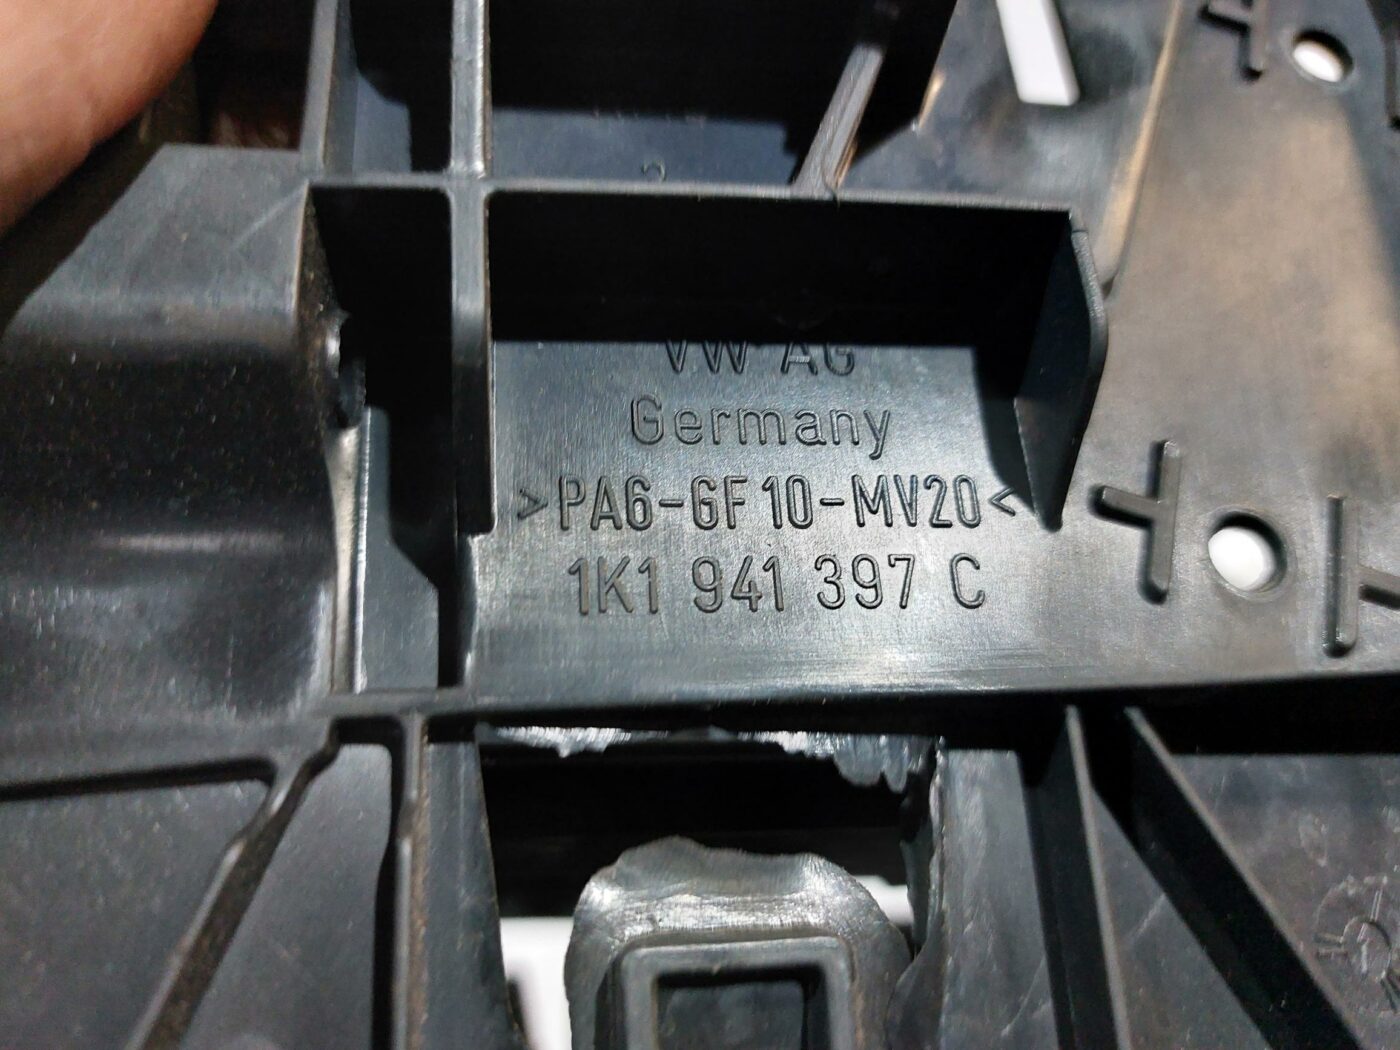 VW AG
Germany
>PA6-GF10-MV20<
1K1 941 397 C